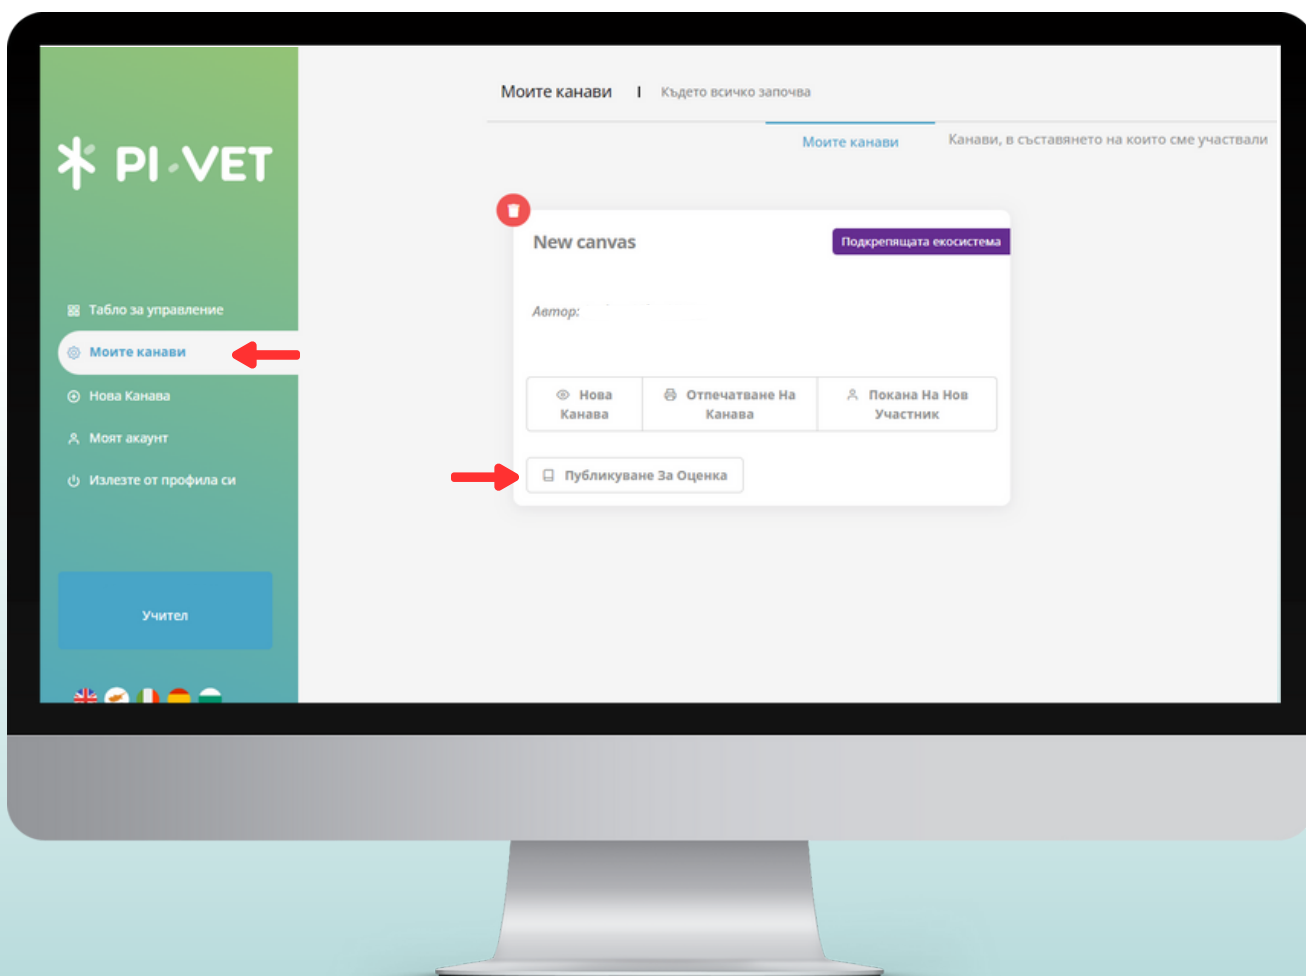 Моите канави | Където всичко започва
Моите канави Канави, в съставянето на които сме участвали
PI-VET
New canvas
Подкрепящата екосистема
Автор:
Табло за управление
Моите канави
Нова Канава
Моят акаунт
Излезте от профила си
Нова
Канава
Отпечатване На
Канава
Покана На Нов
Участник
Публикуване За Оценка
Учител